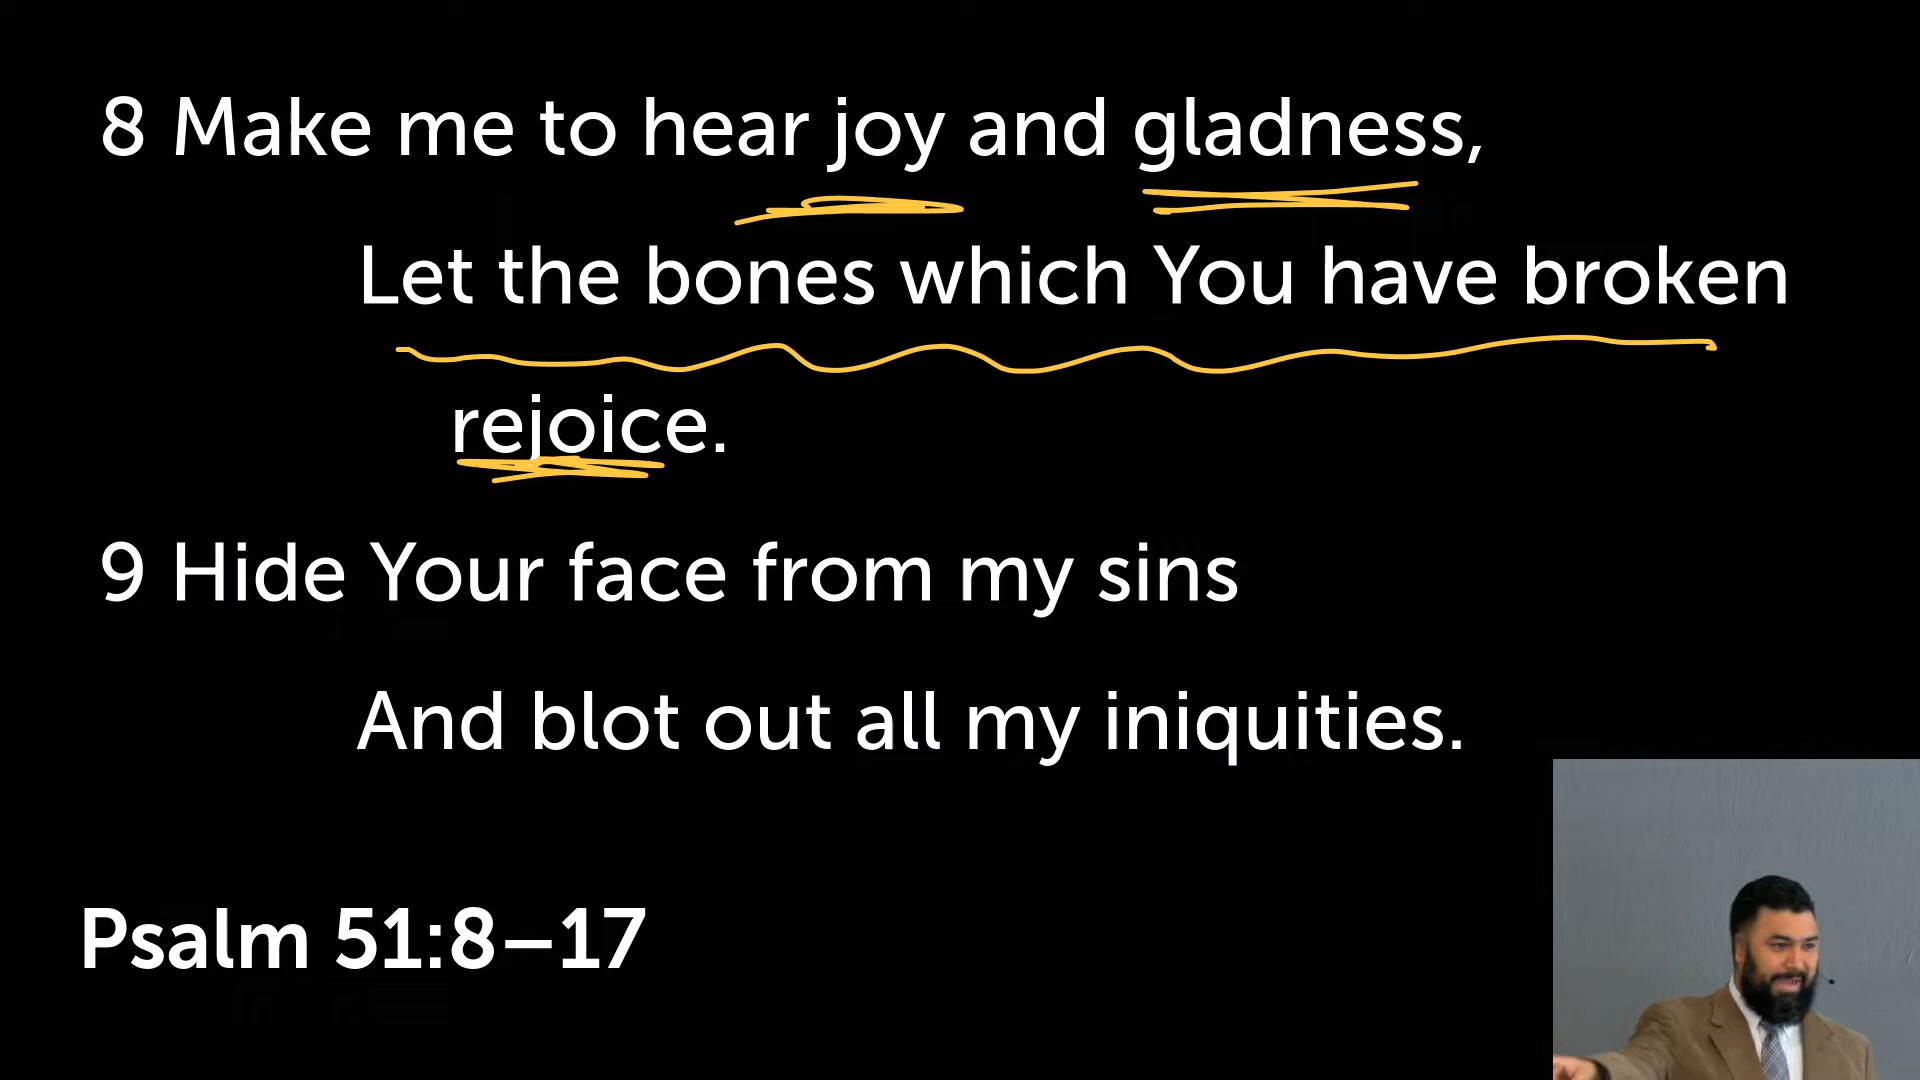 8 Make me to hear joy and gladness,
Let the bones which You have broken
rejoice.
9 Hide Your face from my sins
And blot out all my iniquities.
Psalm 51:8–17